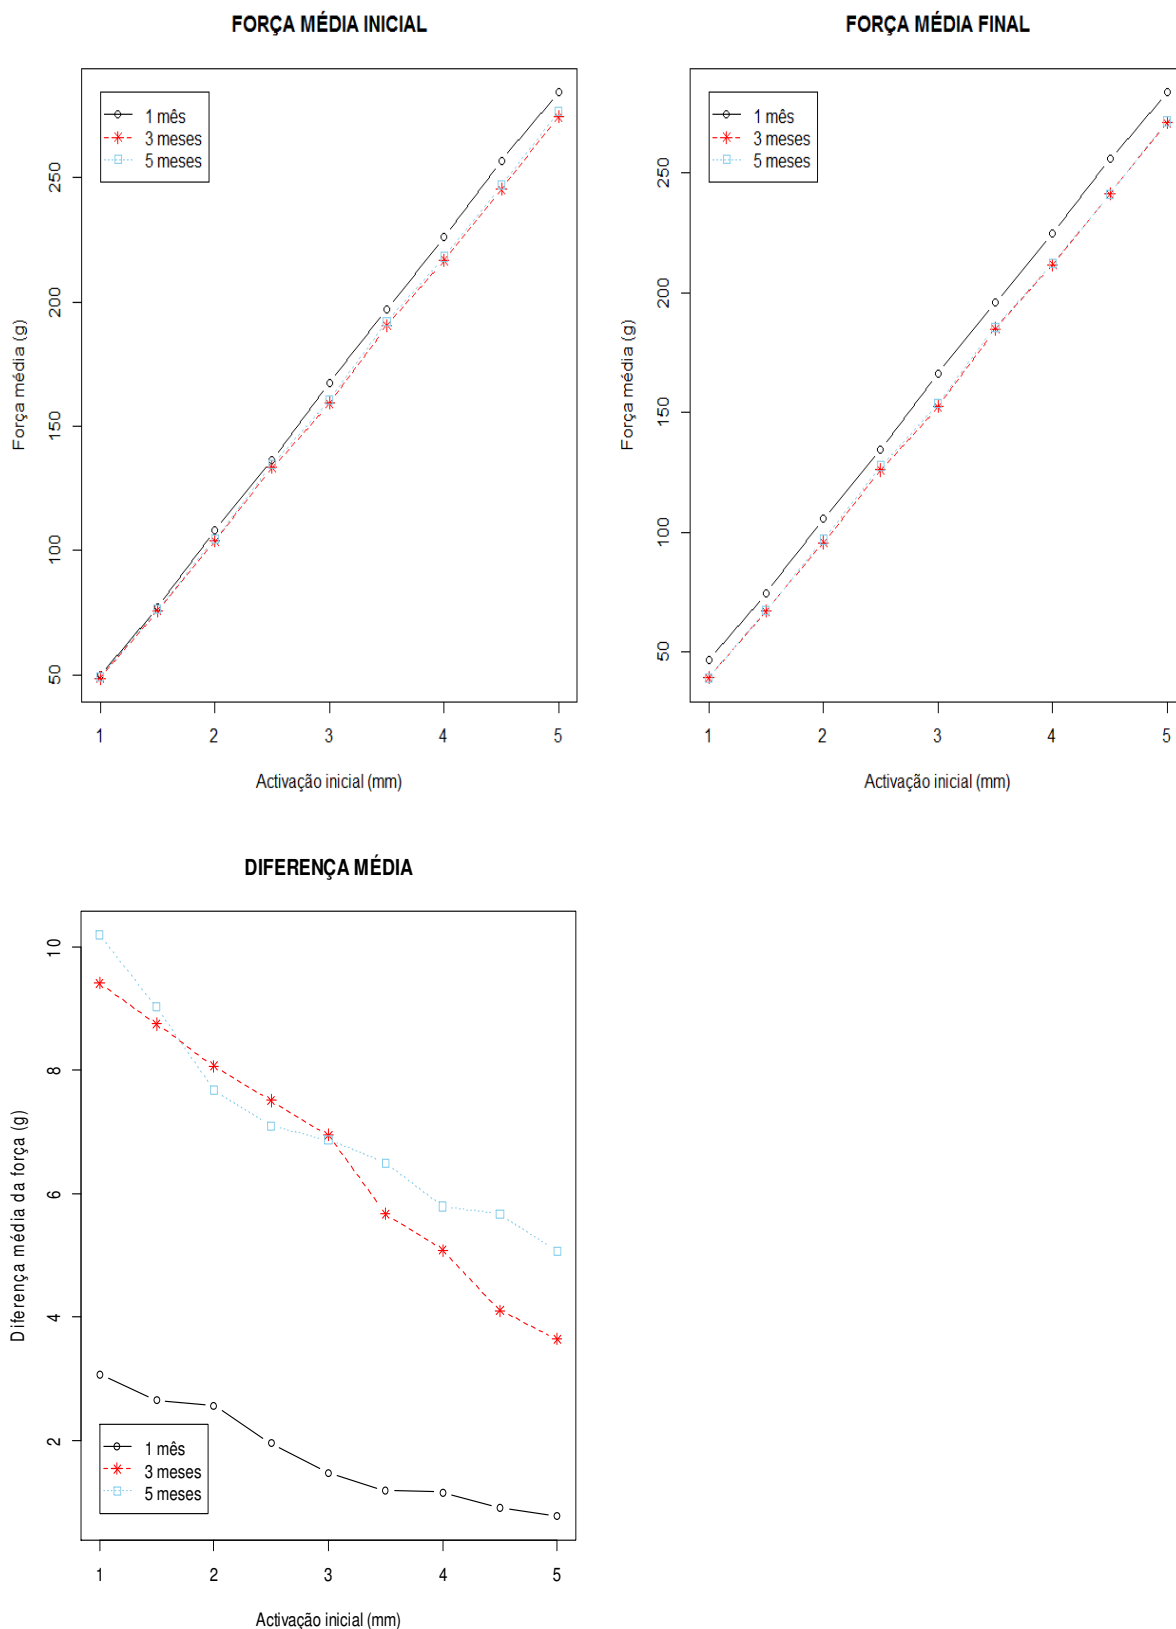 FORÇA MÉDIA INICIAL
1 mês
3 meses
5 meses
250
200
150
100
50
Força média (g)
1 2 3 4 5
Activação inicial (mm)
FORÇA MÉDIA FINAL
1 mês
3 meses
5 meses
250
200
150
100
50
Força média (g)
1 2 3 4 5
Activação inicial (mm)
DIFERENÇA MÉDIA
10
8
6
4
2
Diferença média da força (g)
1 mês
3 meses
5 meses
1 2 3 4 5
Activação inicial (mm)